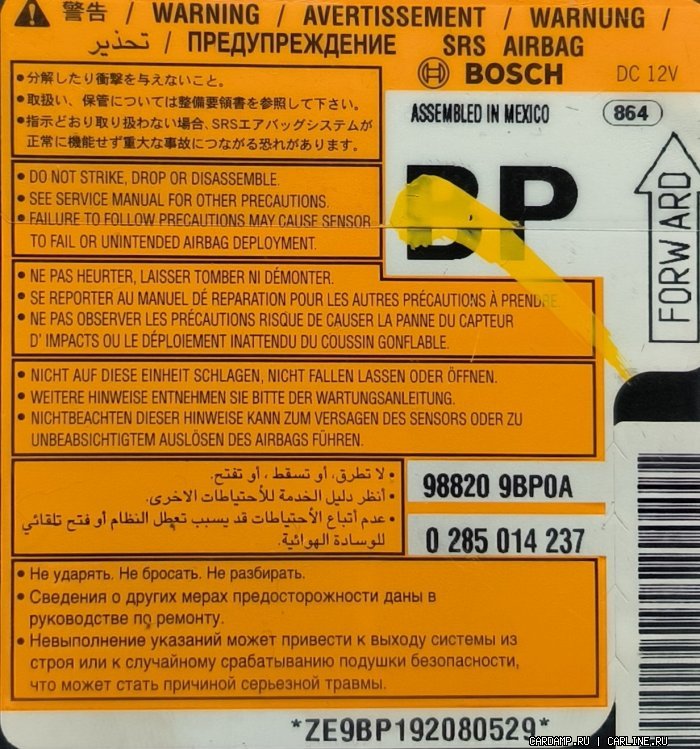 警告 / WARNING / AVERTISSEMENT / WARNUNG /
تحذير / ПРЕДУПРЕЖДЕНИЕ SRS AIRBAG
BOSCH DC 12V
•分解したり衝撃を与えないこと。
•取扱い、保管については整備要領書を参照して下さい。
•指示どおり取り扱わない場合、SRSエアバッグシステムが
正常に機能せず重大な事故につながる恐れがあります。
ASSEMBLED IN MEXICO 864
BP
FORWARD
• DO NOT STRIKE, DROP OR DISASSEMBLE.
• SEE SERVICE MANUAL FOR OTHER PRECAUTIONS.
• FAILURE TO FOLLOW PRECAUTIONS MAY CAUSE SENSOR
TO FAIL OR UNINTENDED AIRBAG DEPLOYMENT.
• NE PAS HEURTER, LAISSER TOMBER NI DÉMONTER.
• SE REPORTER AU MANUEL DÉ REPARATION POUR LES AUTRES PRÉCAUTIONS À PRENDRE.
• NE PAS OBSERVER LES PRÉCAUTIONS RISQUE DE CAUSER LA PANNE DU CAPTEUR
D' IMPACTS OU LE DÉPLOIEMENT INATTENDU DU COUSSIN GONFLABLE.
• NICHT AUF DIESE EINHEIT SCHLAGEN, NICHT FALLEN LASSEN ODER ÖFFNEN.
• WEITERE HINWEISE ENTNEHMEN SIE BITTE DER WARTUNGSANLEITUNG.
• NICHTBEACHTEN DIESER HINWEISE KANN ZUM VERSAGEN DES SENSORS ODER ZU
UNBEABSICHTIGTEM AUSLÖSEN DES AIRBAGS FÜHREN.
• لا تطرق، أو تسقط ، أو تفتح.
• أنظر دليل الخدمة للأحتياطات الاخرى.
• عدم أتباع الأحتياطات قد يسبب تعطل النظام أو فتح تلقائي
للوسادة الهوائية.
98820 9BP0A
0 285 014 237
• Не ударять. Не бросать. Не разбирать.
• Сведения о других мерах предосторожности даны в
руководстве по ремонту.
• Невыполнение указаний может привести к выходу системы из
строя или к случайному срабатыванию подушки безопасности,
что может стать причиной серьезной травмы.
*ZE9BP192080529*
CARDAMP.RU | CARLINE.RU